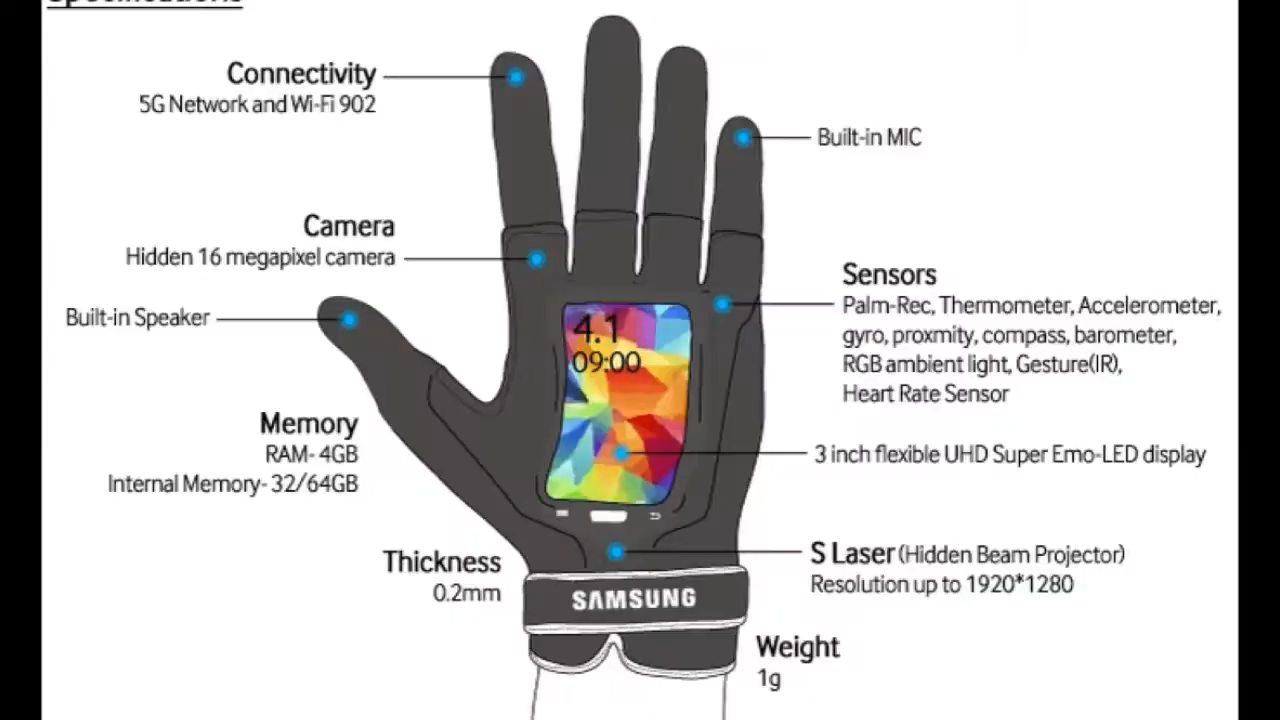 Specifications
Connectivity
5G Network and Wi-Fi 902
Built-in MIC
Camera
Hidden 16 megapixel camera
Sensors
Palm-Rec, Thermometer, Accelerometer,
gyro, proxmity, compass, barometer,
RGB ambient light, Gesture(IR),
Heart Rate Sensor
Built-in Speaker
4.1
09:00
Memory
RAM- 4GB
Internal Memory- 32/64GB
3 inch flexible UHD Super Emo-LED display
Thickness
0.2mm
S Laser (Hidden Beam Projector)
Resolution up to 1920*1280
SAMSUNG
Weight
1g